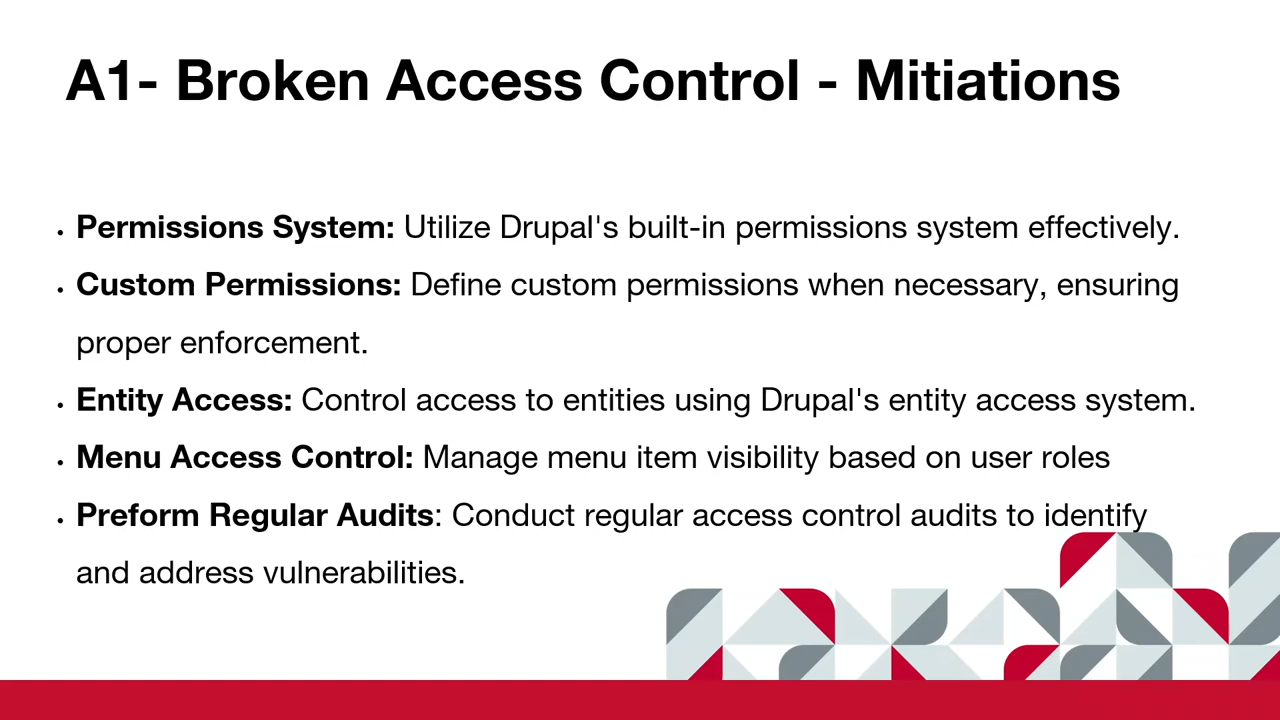 A1- Broken Access Control - Mitiations
• Permissions System: Utilize Drupal's built-in permissions system effectively.
• Custom Permissions: Define custom permissions when necessary, ensuring
proper enforcement.
• Entity Access: Control access to entities using Drupal's entity access system.
• Menu Access Control: Manage menu item visibility based on user roles
• Preform Regular Audits: Conduct regular access control audits to identify
and address vulnerabilities.